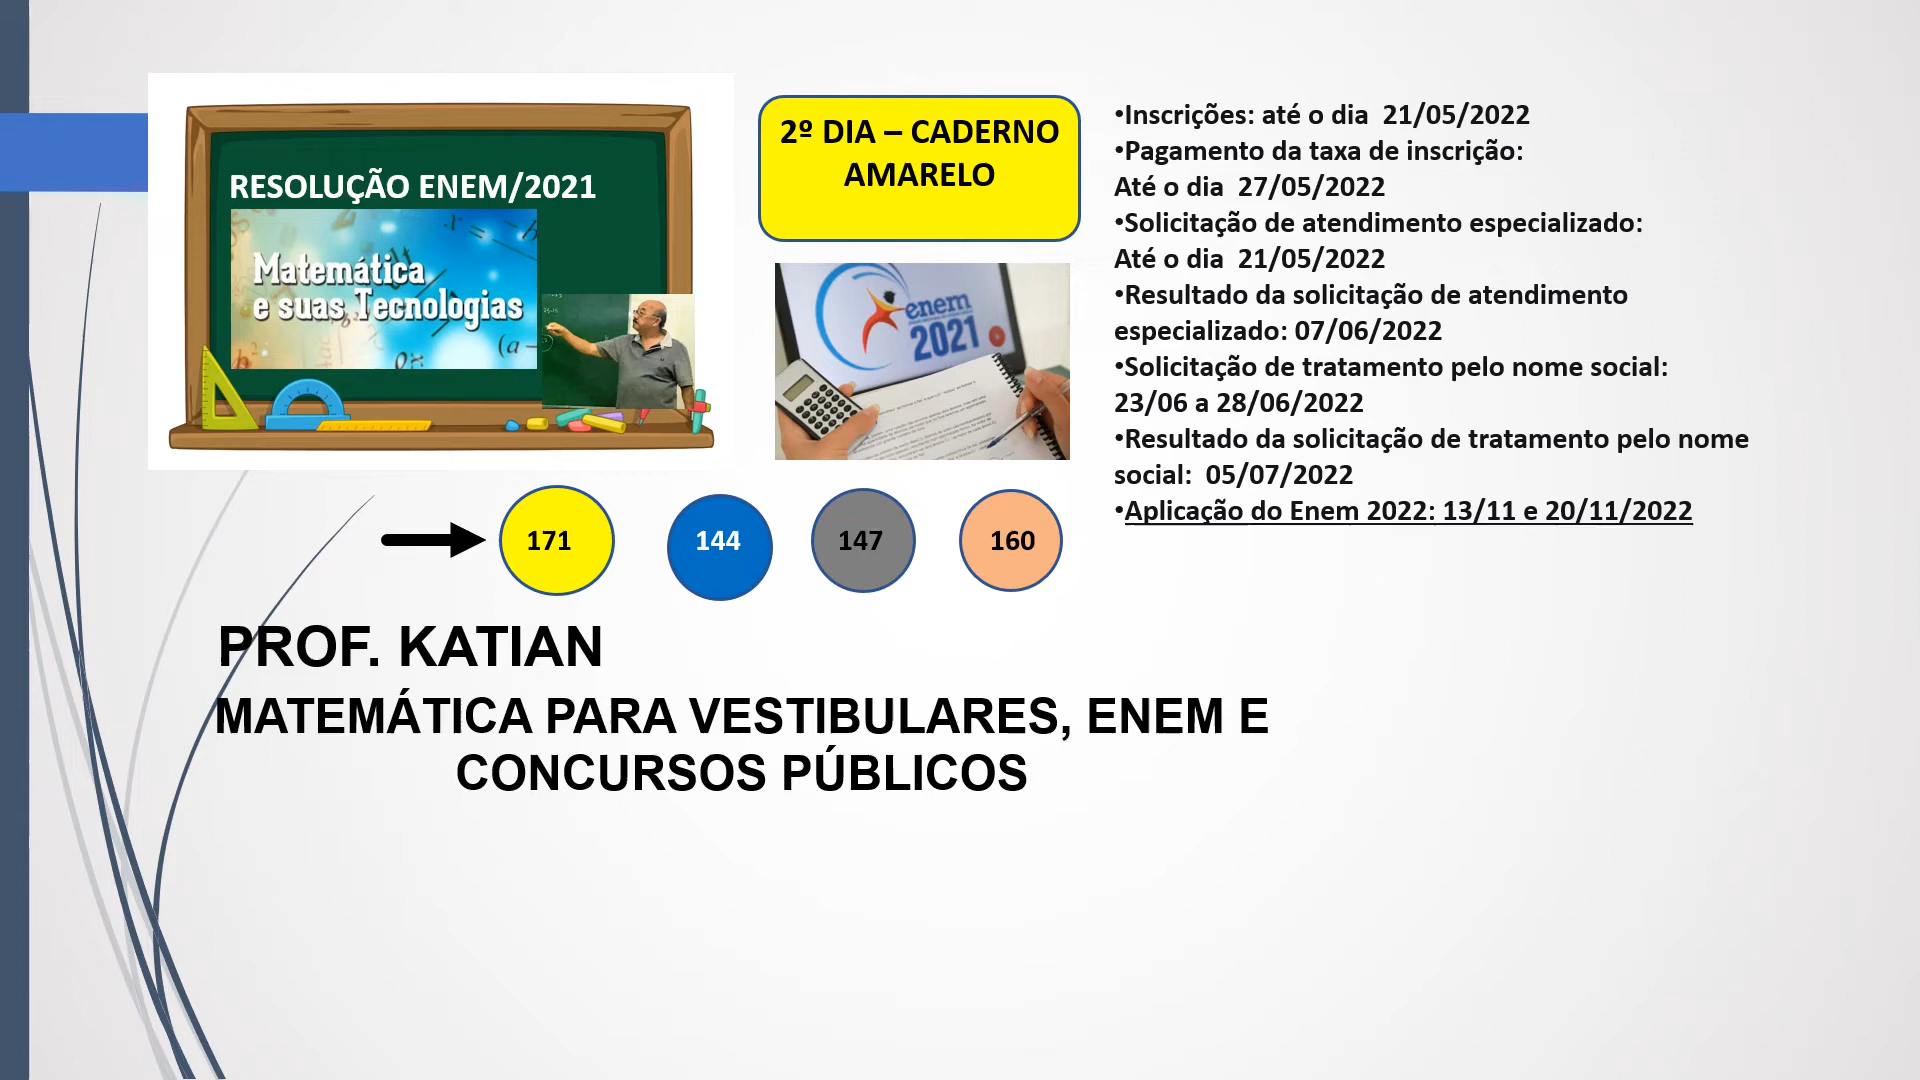 RESOLUÇÃO ENEM/2021
Matemática
e suas Tecnologias
2º DIA – CADERNO
AMARELO
enem
2021
•Inscrições: até o dia  21/05/2022
•Pagamento da taxa de inscrição:
Até o dia  27/05/2022
•Solicitação de atendimento especializado:
Até o dia  21/05/2022
•Resultado da solicitação de atendimento
especializado: 07/06/2022
•Solicitação de tratamento pelo nome social:
23/06 a 28/06/2022
•Resultado da solicitação de tratamento pelo nome
social:  05/07/2022
•Aplicação do Enem 2022: 13/11 e 20/11/2022
171
144
147
160
PROF. KATIAN
MATEMÁTICA PARA VESTIBULARES, ENEM E
CONCURSOS PÚBLICOS